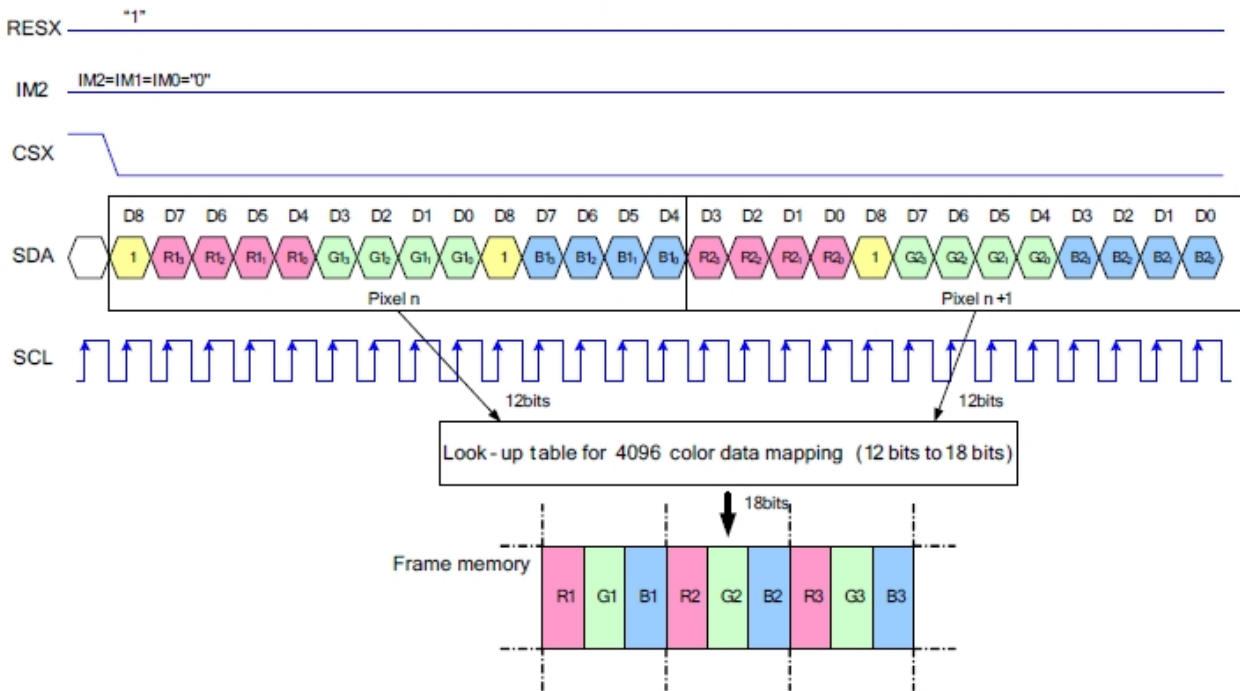 RESX "1"
IM2 IM2=IM1=IM0="0"
CSX
D8 D7 D6 D5 D4 D3 D2 D1 D0 D8 D7 D6 D5 D4 D3 D2 D1 D0 D8 D7 D6 D5 D4 D3 D2 D1 D0
SDA 1 R1₃ R1₂ R1₁ R1₀ G1₃ G1₂ G1₁ G1₀ 1 B1₃ B1₂ B1₁ B1₀ R2₃ R2₂ R2₁ R2₀ 1 G2₃ G2₂ G2₁ G2₀ B2₃ B2₂ B2₁ B2₀
Pixel n Pixel n +1
SCL
12bits 12bits
Look-up table for 4096 color data mapping (12 bits to 18 bits)
18bits
Frame memory
R1 G1 B1 R2 G2 B2 R3 G3 B3